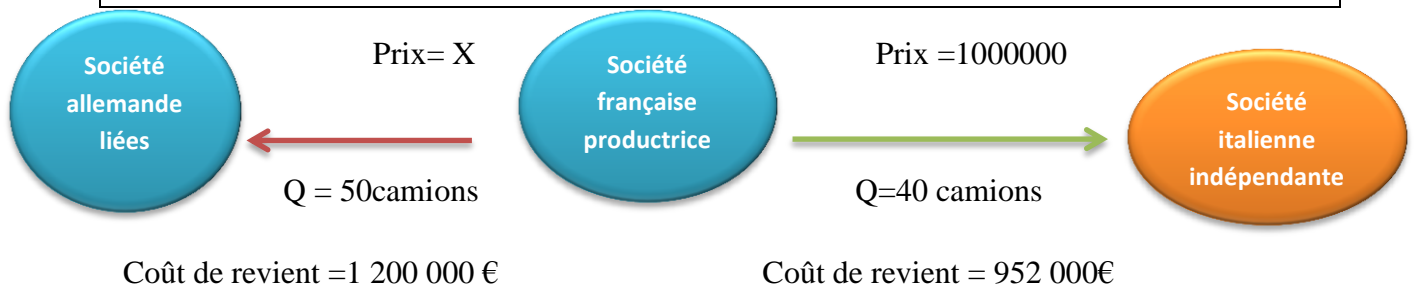 Société
allemande
liées
Prix= X
Q = 50camions
Société
française
productrice
Prix =1000000
Q=40 camions
Société
italienne
indépendante
Coût de revient =1 200 000 €
Coût de revient = 952 000€